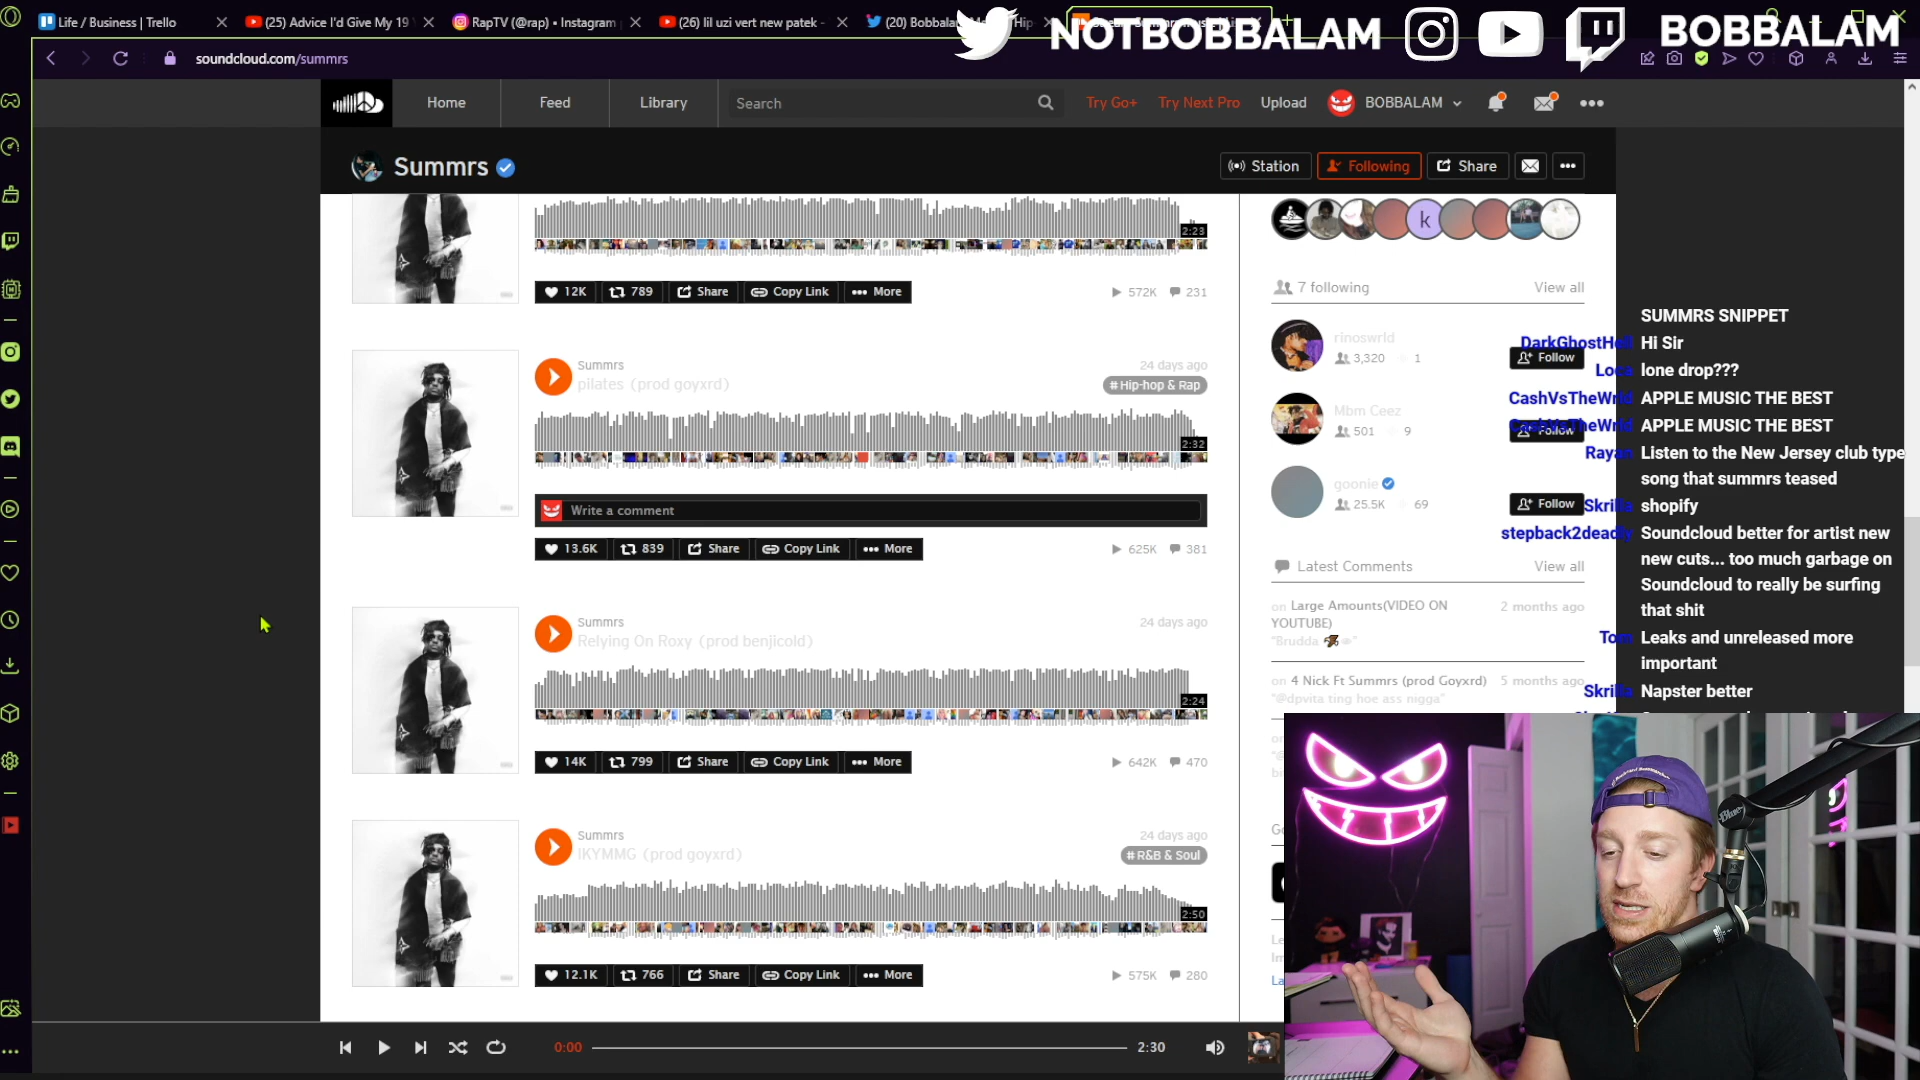 Life / Business | Trello
(25) Advice I'd Give My 19
RapTV (@rap) • Instagram
(26) lil uzi vert new patek -
(20) Bobbala
NOTBOBBALAM
BOBBALAM
soundcloud.com/summrs
Home
Feed
Library
Search
Try Go+
Try Next Pro
Upload
BOBBALAM
Summrs
Station
Following
Share
2:23
12K
789
Share
Copy Link
More
572K
231
Summrs
24 days ago
pilates (prod goyxrd)
# Hip-hop & Rap
2:32
Write a comment
13.6K
839
Share
Copy Link
More
625K
381
Summrs
24 days ago
Relying On Roxy (prod benjicold)
2:24
14K
799
Share
Copy Link
More
642K
470
Summrs
24 days ago
IKYMMG (prod goyxrd)
# R&B & Soul
2:50
12.1K
766
Share
Copy Link
More
575K
280
k
7 following
View all
rinoswrld
3,320
1
Follow
Mbm Ceez
501
9
Follow
goonie
25.5K
69
Follow
Latest Comments
View all
on Large Amounts(VIDEO ON
YOUTUBE)
2 months ago
"Brudda
on 4 Nick Ft Summrs (prod Goyxrd)
5 months ago
"@dpvita ting hoe ass nigga"
SUMMRS SNIPPET
Hi Sir
lone drop???
CashVsTheWrld APPLE MUSIC THE BEST
CashVsTheWrld APPLE MUSIC THE BEST
Rayan Listen to the New Jersey club type
song that summrs teased
Skrilla shopify
stepback2deadly Soundcloud better for artist new
new cuts... too much garbage on
Soundcloud to really be surfing
that shit
Tom Leaks and unreleased more
important
Skrilla Napster better
Blue
0:00
2:30